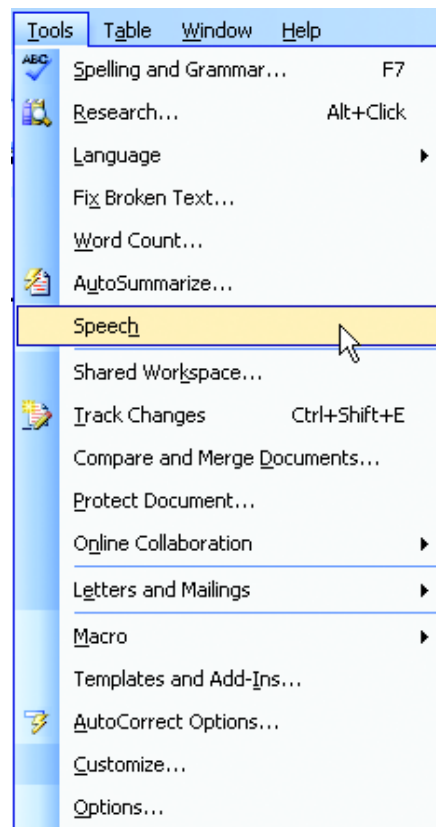 Tools Table Window Help
ABC Spelling and Grammar... F7
Research... Alt+Click
Language
Fix Broken Text...
Word Count...
AutoSummarize...
Speech
Shared Workspace...
Track Changes Ctrl+Shift+E
Compare and Merge Documents...
Protect Document...
Online Collaboration
Letters and Mailings
Macro
Templates and Add-Ins...
AutoCorrect Options...
Customize...
Options...